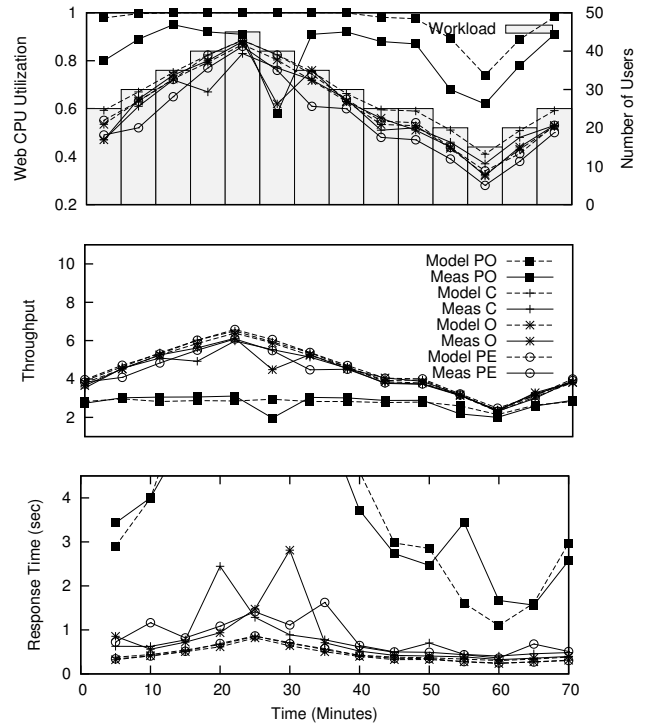 1
0.8
0.6
0.4
0.2
Web CPU Utilization
Workload
50
40
30
20
10
0
Number of Users
10
8
6
4
2
Throughput
Model PO
Meas PO
Model C
Meas C
Model O
Meas O
Model PE
Meas PE
4
3
2
1
0
Response Time (sec)
0
10
20
30
40
50
60
70
Time (Minutes)